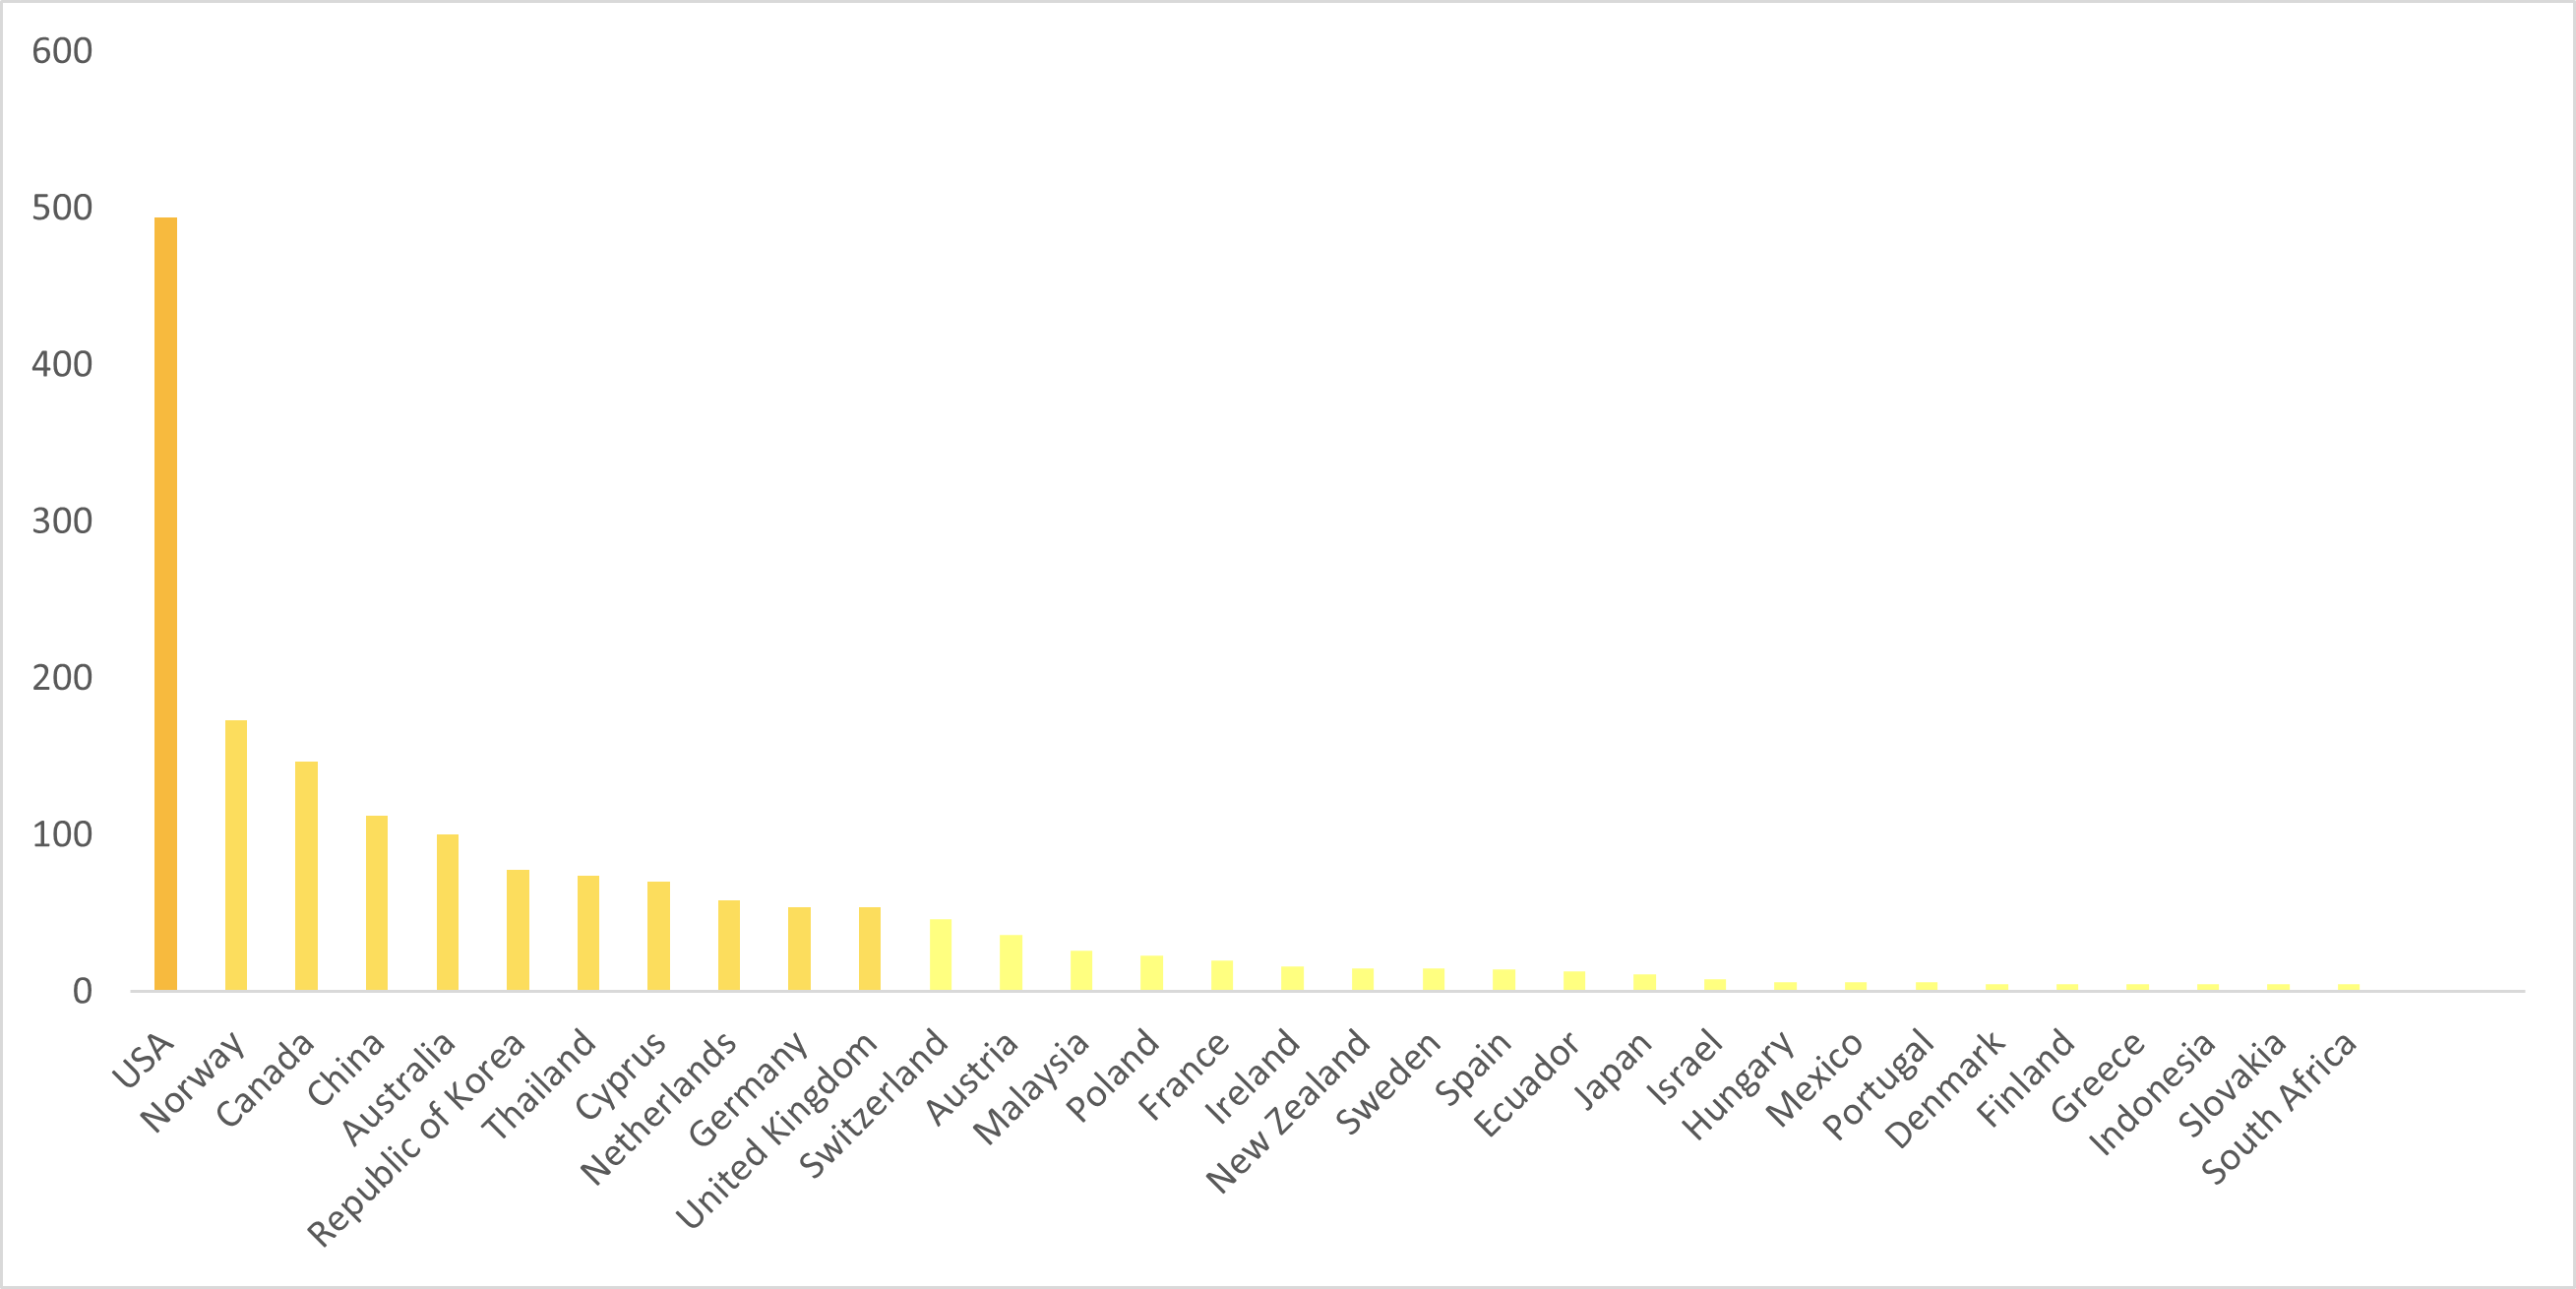 600
500
400
300
200
100
0
USA
Norway
Canada
China
Australia
Republic of Korea
Thailand
Cyprus
Netherlands
Germany
United Kingdom
Switzerland
Austria
Malaysia
Poland
France
Ireland
New Zealand
Sweden
Spain
Ecuador
Japan
Israel
Hungary
Mexico
Portugal
Denmark
Finland
Greece
Indonesia
Slovakia
South Africa